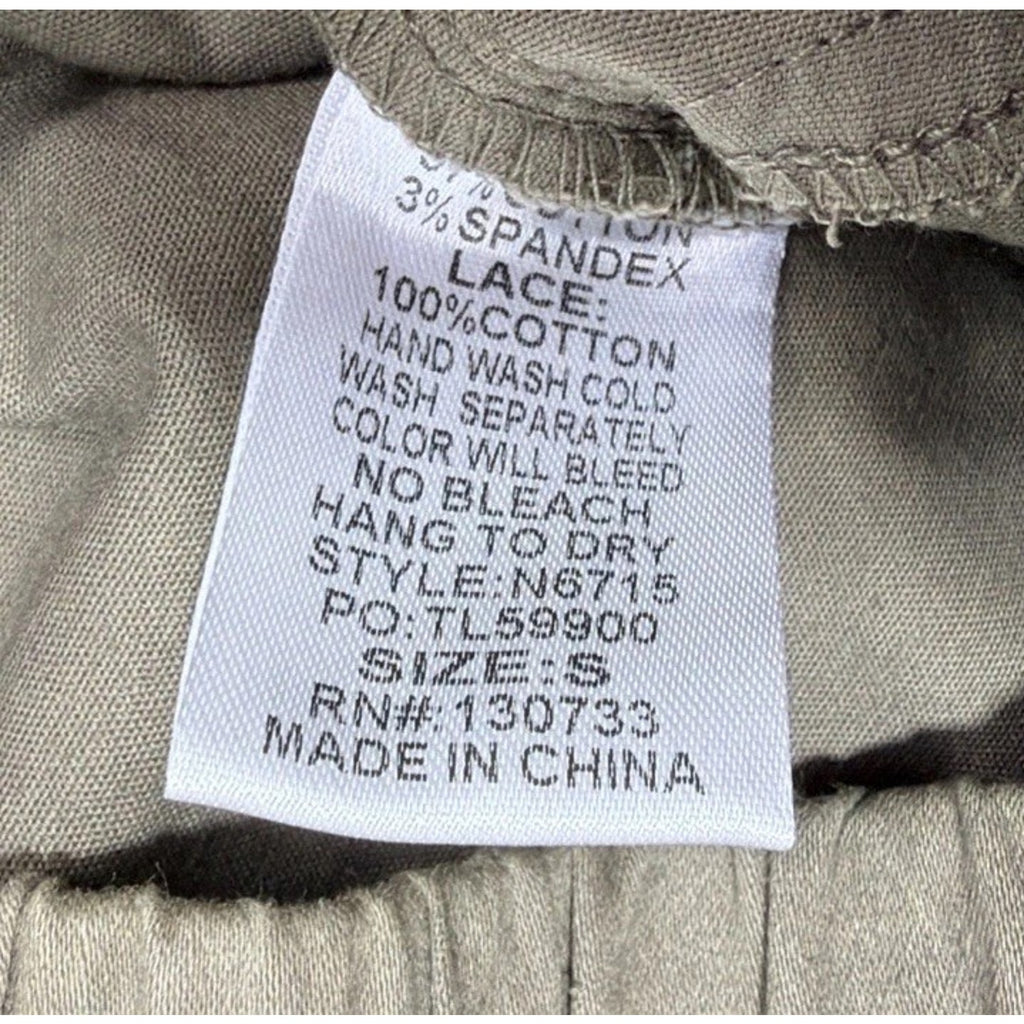 % COTTON
3% SPANDEX
LACE:
100%COTTON
HAND WASH COLD
WASH SEPARATELY
COLOR WILL BLEED
NO BLEACH
HANG TO DRY
STYLE:N6715
PO:TL59900
SIZE:S
RN#:130733
MADE IN CHINA